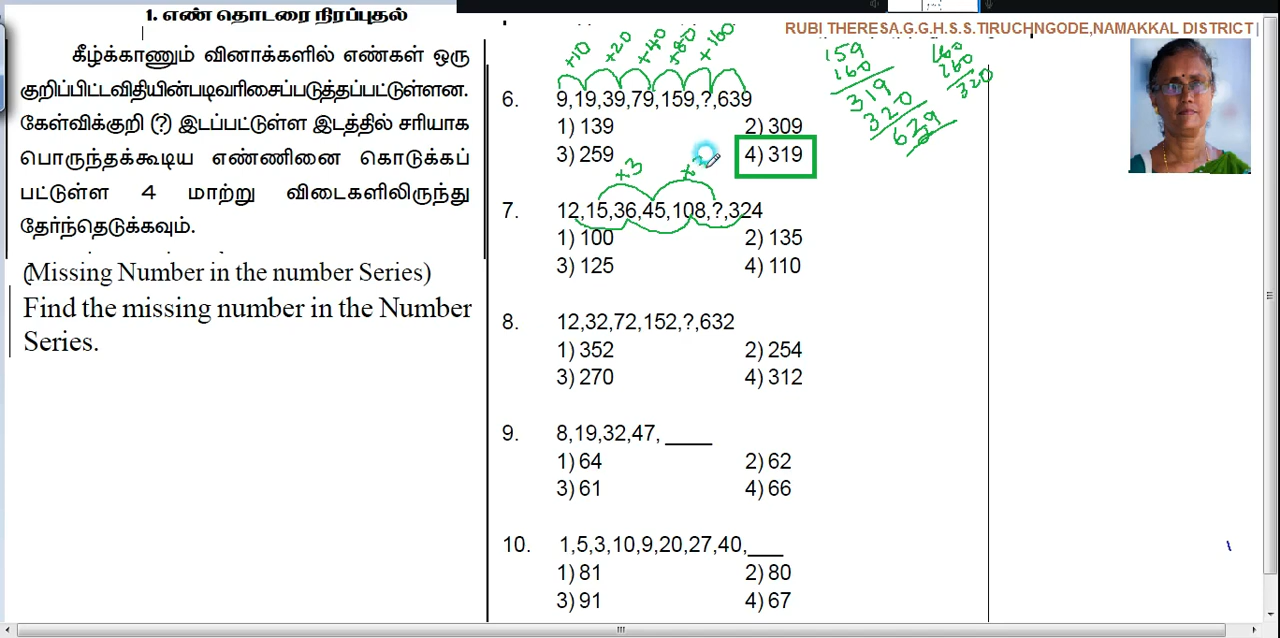 1. எண் தொடரை நிரப்புதல்
கீழ்க்காணும் வினாக்களில் எண்கள் ஒரு
குறிப்பிட்டவிதியின்படிவரிசைப்படுத்தப்பட்டுள்ளன.
கேள்விக்குறி (?) இடப்பட்டுள்ள இடத்தில் சரியாக
பொருந்தக்கூடிய எண்ணினை கொடுக்கப்
பட்டுள்ள 4 மாற்று விடைகளிலிருந்து
தேர்ந்தெடுக்கவும்.
(Missing Number in the number Series)
Find the missing number in the Number
Series.
RUBI THERESA.G.G.H.S.S.TIRUCHNGODE,NAMAKKAL DISTRICT
+10 +20 +40 +80 +160
6. 9,19,39,79,159,?,639
1) 139 2) 309
3) 259 4) 319
×3
7. 12,15,36,45,108,?,324
1) 100 2) 135
3) 125 4) 110
8. 12,32,72,152,?,632
1) 352 2) 254
3) 270 4) 312
9. 8,19,32,47, ____
1) 64 2) 62
3) 61 4) 66
10. 1,5,3,10,9,20,27,40,___
1) 81 2) 80
3) 91 4) 67
159
160
319
320
639
160
160
320